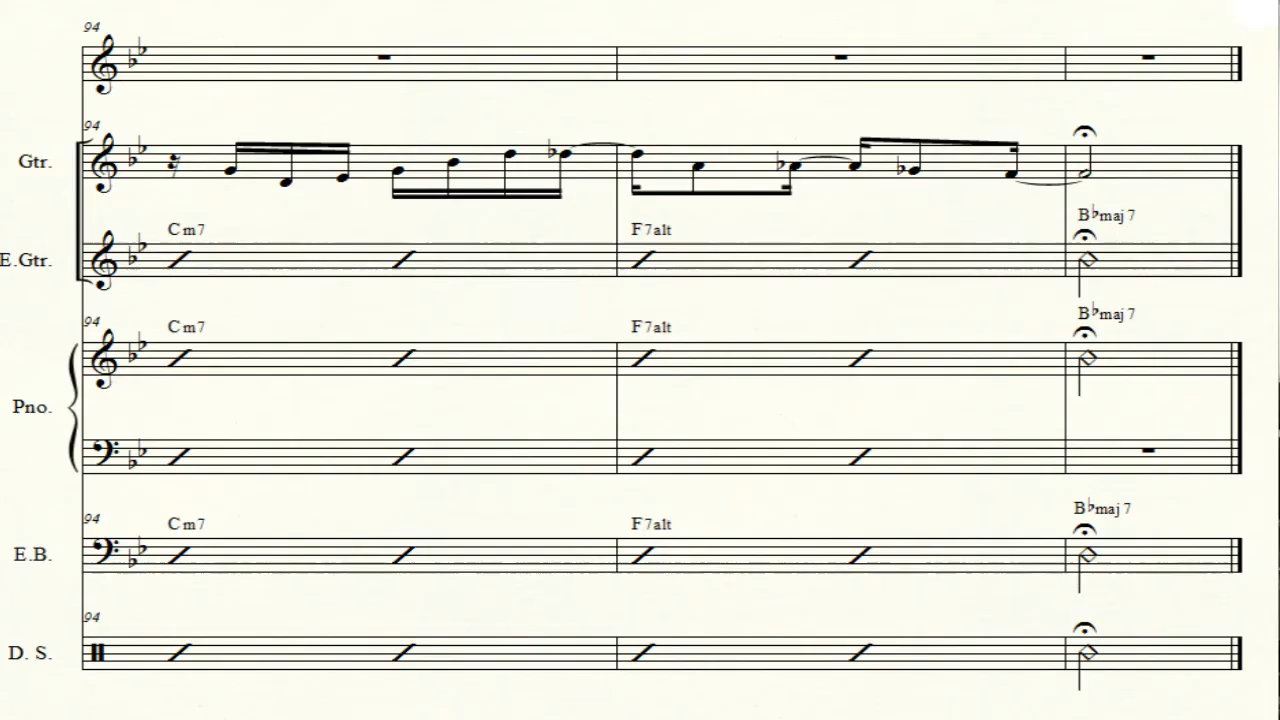 94
94
Gtr.
Cm7 F7alt B♭maj7
E.Gtr.
94
Cm7 F7alt B♭maj7
Pno.
94
Cm7 F7alt B♭maj7
E.B.
94
D. S.